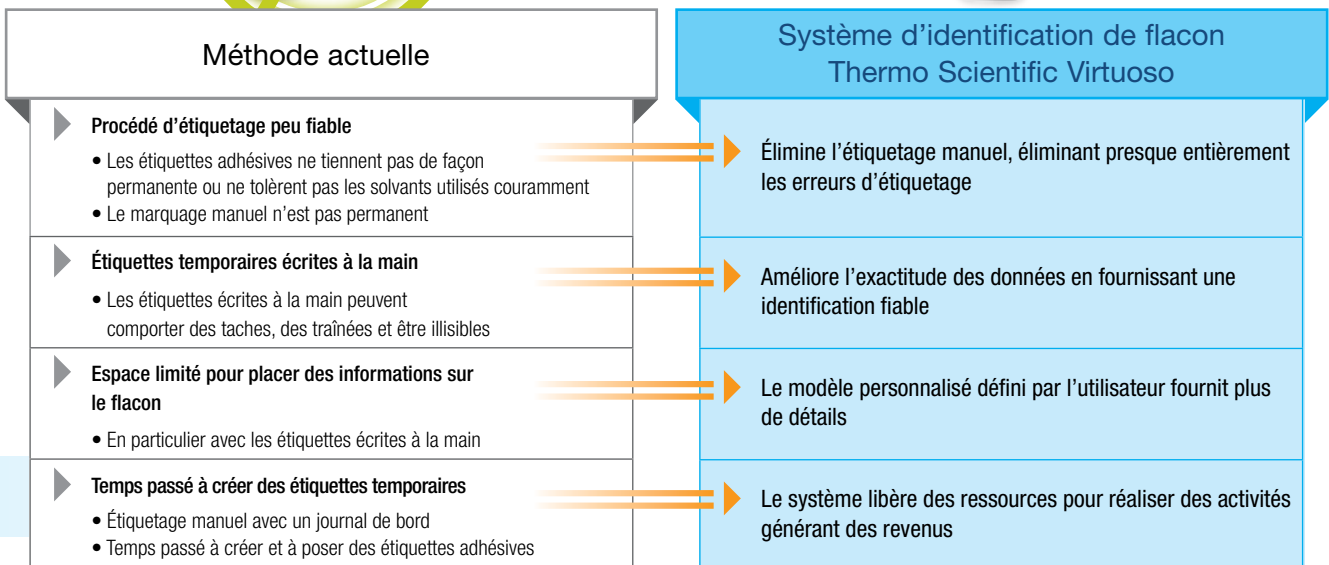 Méthode actuelle
Système d'identification de flacon
Thermo Scientific Virtuoso
Procédé d'étiquetage peu fiable
• Les étiquettes adhésives ne tiennent pas de façon
permanente ou ne tolèrent pas les solvants utilisés couramment
• Le marquage manuel n'est pas permanent
Élimine l'étiquetage manuel, éliminant presque entièrement
les erreurs d'étiquetage
Étiquettes temporaires écrites à la main
• Les étiquettes écrites à la main peuvent
comporter des taches, des traînées et être illisibles
Améliore l'exactitude des données en fournissant une
identification fiable
Espace limité pour placer des informations sur
le flacon
• En particulier avec les étiquettes écrites à la main
Le modèle personnalisé défini par l'utilisateur fournit plus
de détails
Temps passé à créer des étiquettes temporaires
• Étiquetage manuel avec un journal de bord
• Temps passé à créer et à poser des étiquettes adhésives
Le système libère des ressources pour réaliser des activités
générant des revenus